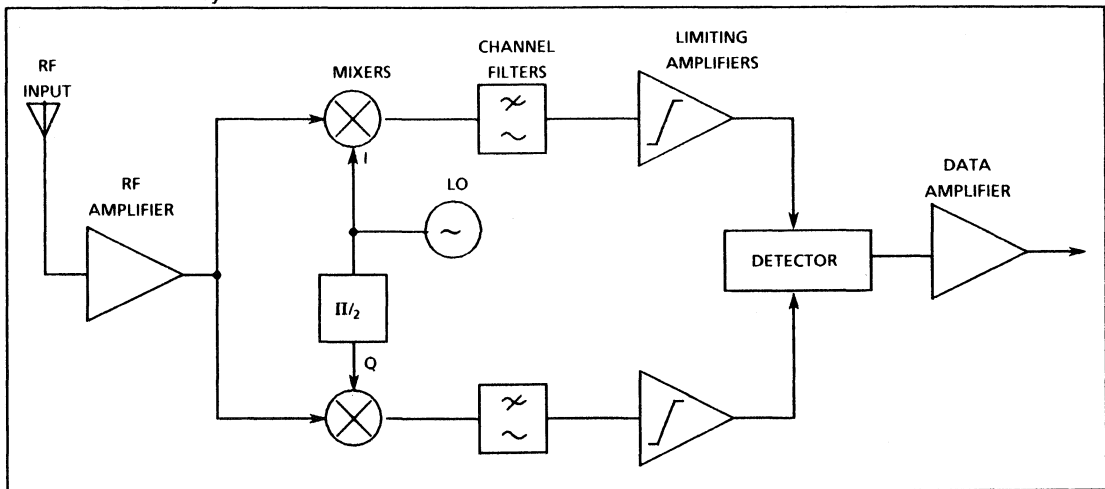 RF
INPUT
MIXERS
CHANNEL
FILTERS
LIMITING
AMPLIFIERS
I
RF
AMPLIFIER
LO
DATA
AMPLIFIER
DETECTOR
Π/2
Q